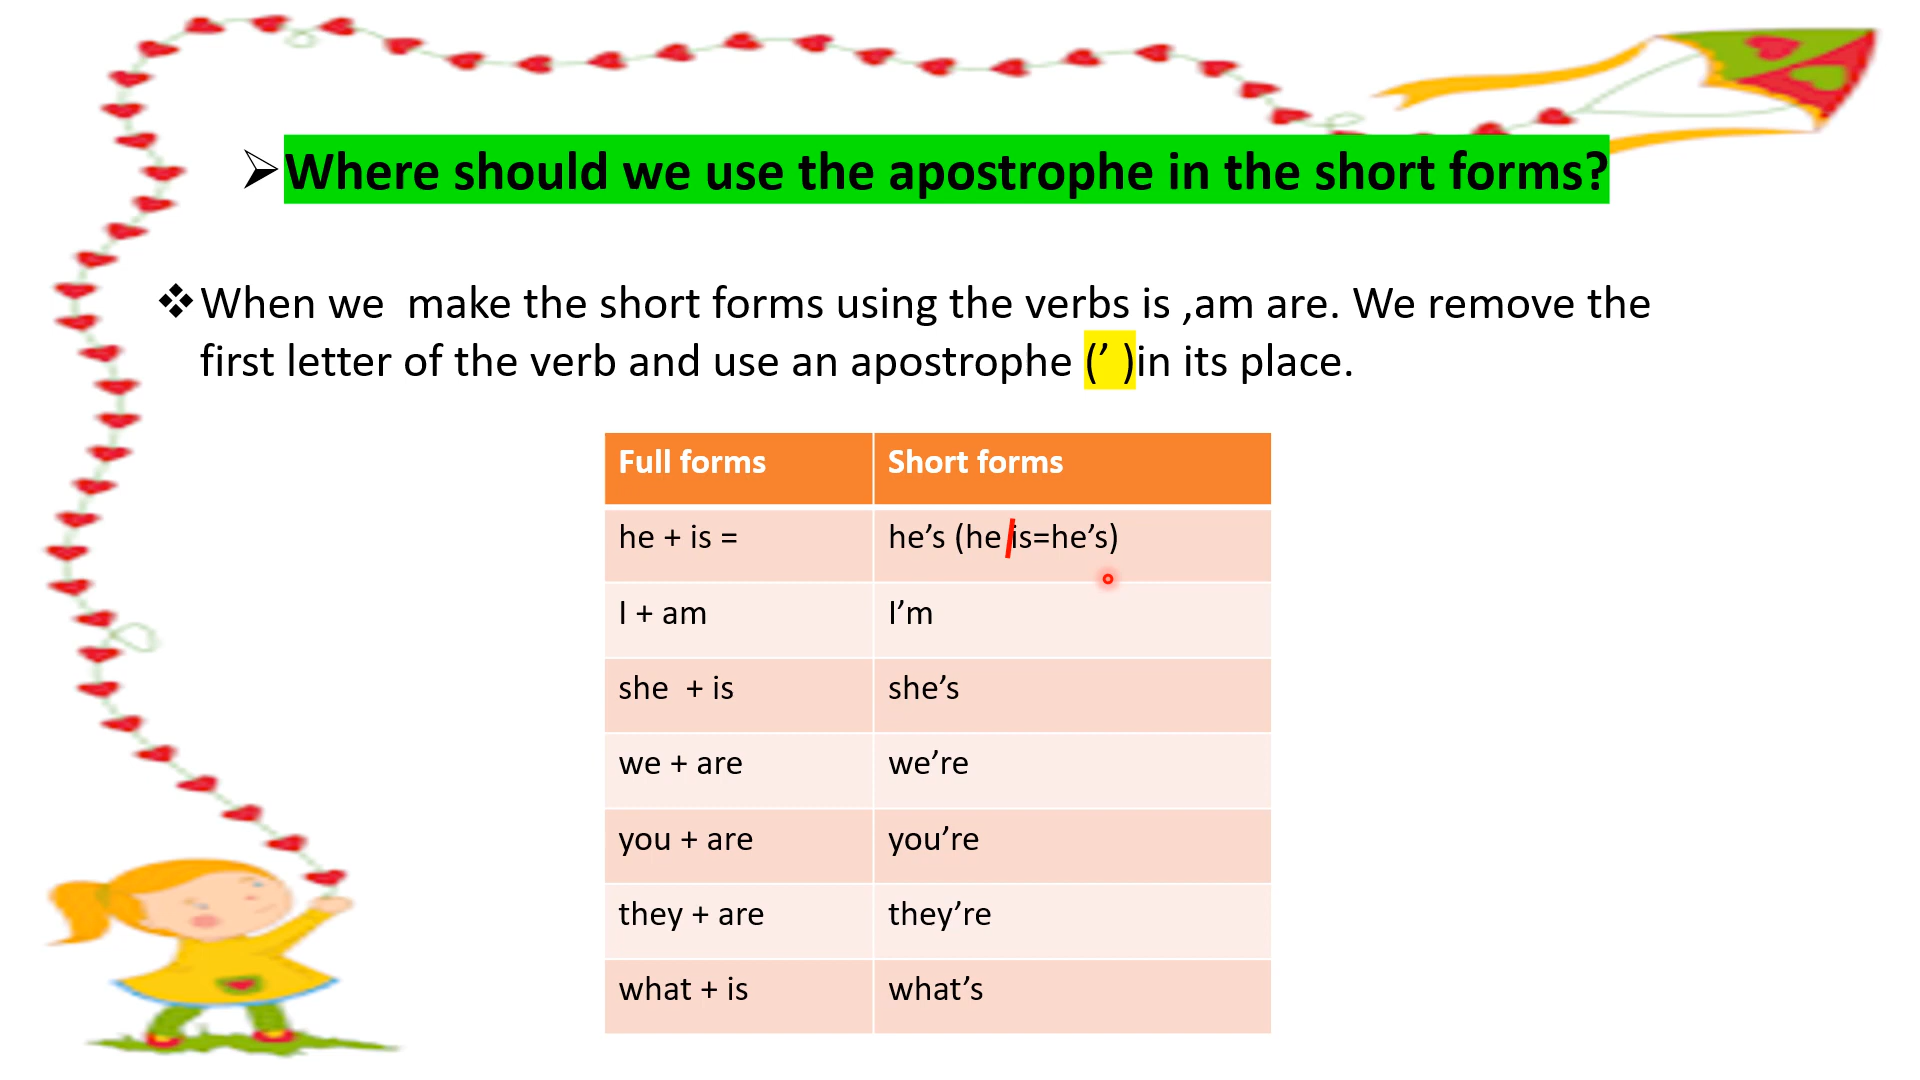 Where should we use the apostrophe in the short forms?
When we  make the short forms using the verbs is ,am are. We remove the
first letter of the verb and use an apostrophe (’ )in its place.
Full forms Short forms
he + is = he’s (he is=he’s)
I + am I’m
she  + is she’s
we + are we’re
you + are you’re
they + are they’re
what + is what’s